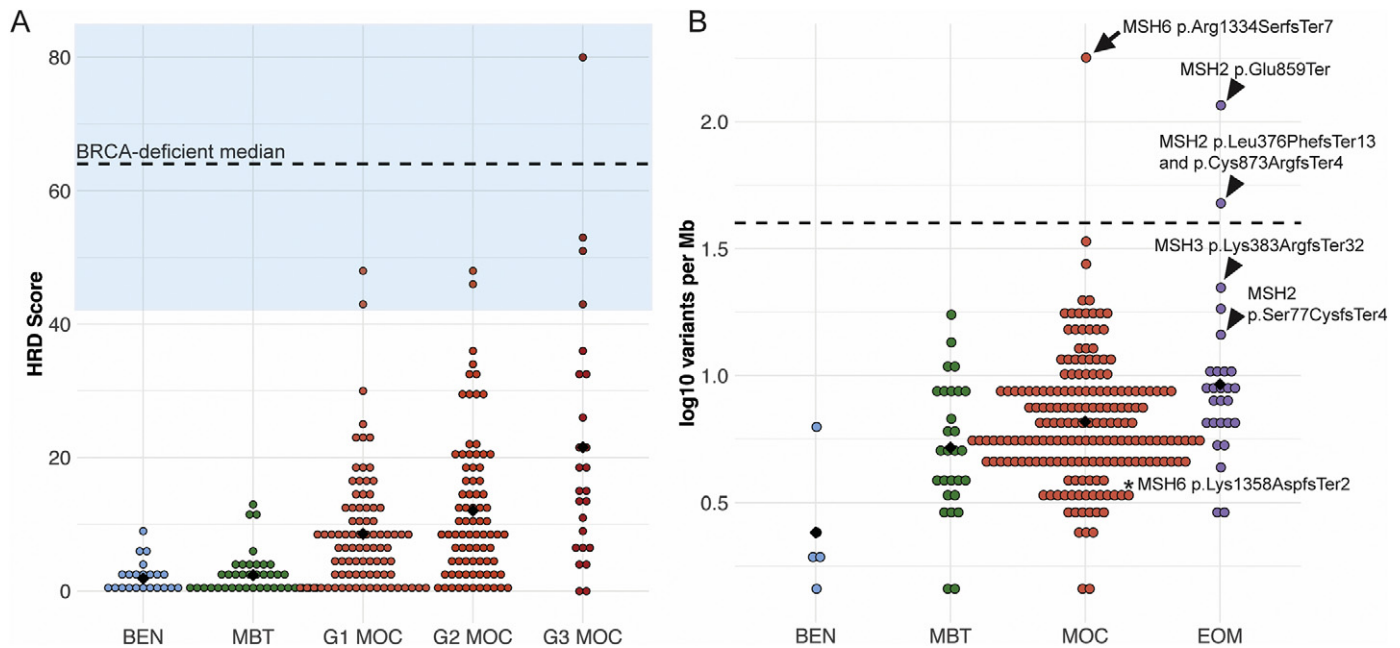 A
HRD Score
80
60
40
20
0
BRCA-deficient median
BEN MBT G1 MOC G2 MOC G3 MOC
B
log10 variants per Mb
2.0
1.5
1.0
0.5
MSH6 p.Arg1334SerfsTer7
MSH2 p.Glu859Ter
MSH2 p.Leu376PhefsTer13
and p.Cys873ArgfsTer4
MSH3 p.Lys383ArgfsTer32
MSH2
p.Ser77CysfsTer4
* MSH6 p.Lys1358AspfsTer2
BEN MBT MOC EOM